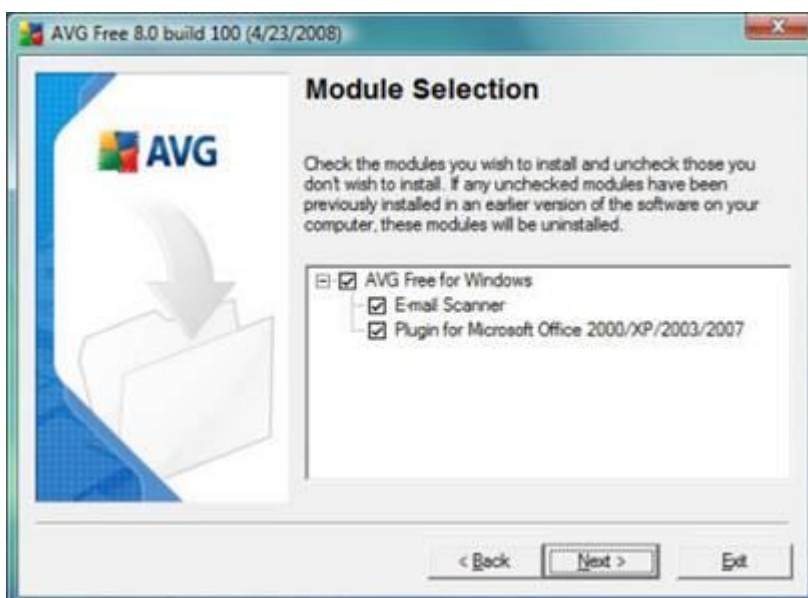 AVG Free 8.0 build 100 (4/23/2008)
AVG
Module Selection
Check the modules you wish to install and uncheck those you
don't wish to install. If any unchecked modules have been
previously installed in an earlier version of the software on your
computer, these modules will be uninstalled.
AVG Free for Windows
E-mail Scanner
Plugin for Microsoft Office 2000/XP/2003/2007
< Back
Next >
Exit